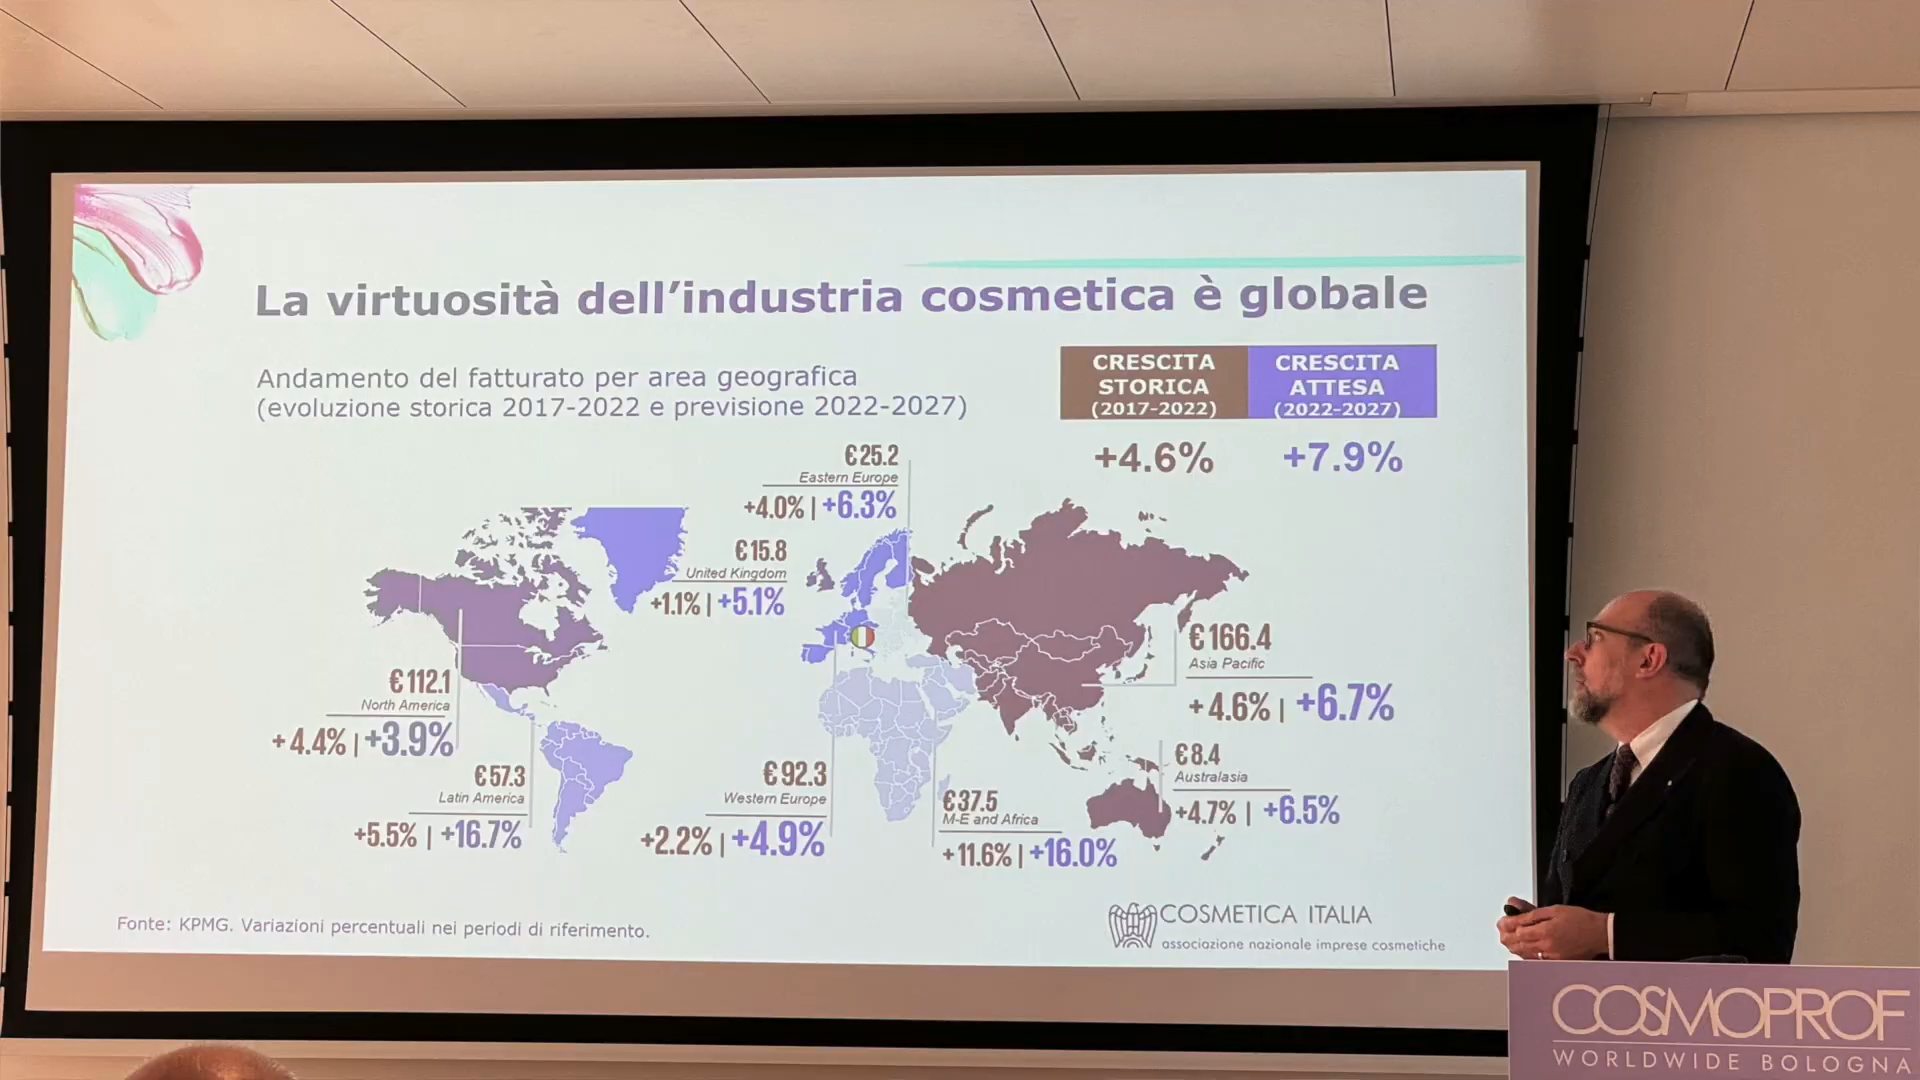 La virtuosità dell'industria cosmetica è globale
Andamento del fatturato per area geografica
(evoluzione storica 2017-2022 e previsione 2022-2027)
CRESCITA
STORICA
(2017-2022)
CRESCITA
ATTESA
(2022-2027)
+4.6%
+7.9%
€25.2
Eastern Europe
+4.0% | +6.3%
€15.8
United Kingdom
+1.1% | +5.1%
€166.4
Asia Pacific
+4.6% | +6.7%
€112.1
North America
+4.4% | +3.9%
€57.3
Latin America
+5.5% | +16.7%
€92.3
Western Europe
+2.2% | +4.9%
€37.5
M-E and Africa
+11.6% | +16.0%
€8.4
Australasia
+4.7% | +6.5%
Fonte: KPMG. Variazioni percentuali nei periodi di riferimento.
COSMETICA ITALIA
associazione nazionale imprese cosmetiche
COSMOPROF
WORLDWIDE BOLOGNA